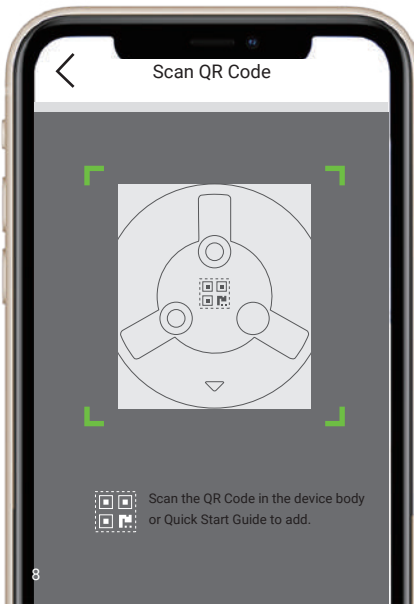 Scan QR Code
Scan the QR Code in the device body
or Quick Start Guide to add.
8